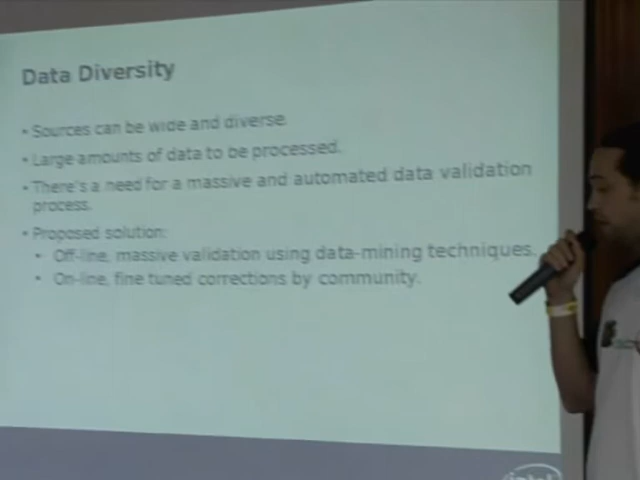 Data Diversity
• Sources can be wide and diverse.
• Large amounts of data to be processed.
• There's a need for a massive and automated data validation
process.
• Proposed solution:
• Off-line, massive validation using data-mining techniques.
• On-line, fine tuned corrections by community.
intel